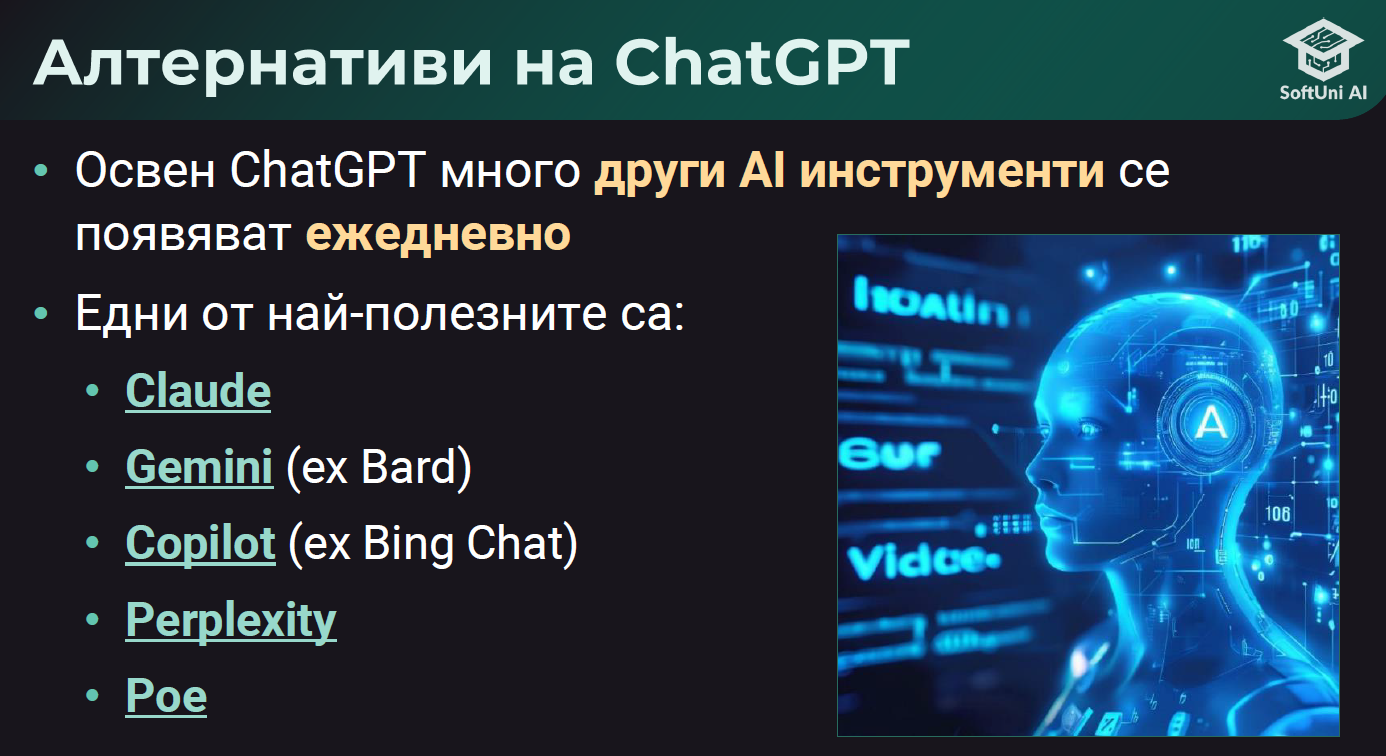 Алтернативи на ChatGPT
SoftUni AI
• Освен ChatGPT много други AI инструменти се
появяват ежедневно
• Едни от най-полезните са:
• Claude
• Gemini (ex Bard)
• Copilot (ex Bing Chat)
• Perplexity
• Poe
A
106